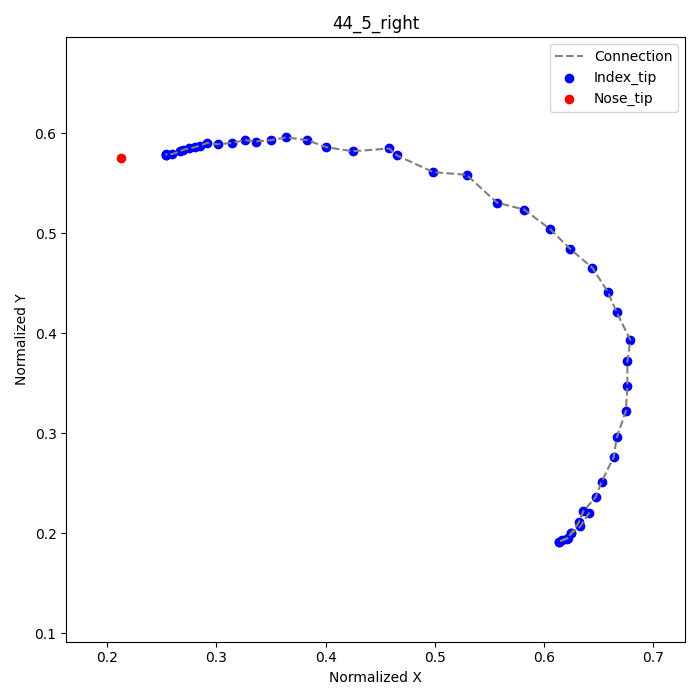 44_5_right
Connection
Index_tip
Nose_tip
0.6
0.5
0.4
0.3
0.2
0.1
Normalized Y
0.2 0.3 0.4 0.5 0.6 0.7
Normalized X